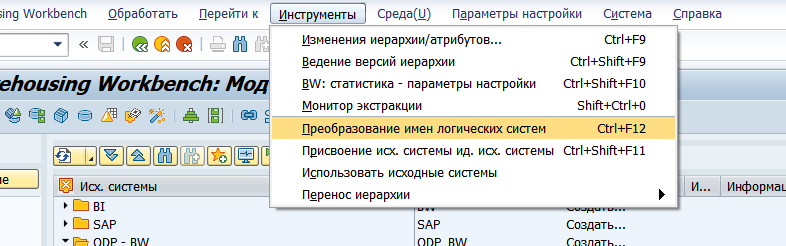 ousing Workbench Обработать Перейти к Инструменты Среда(U) Параметры настройки Система Справка
Изменения иерархии/атрибутов... Ctrl+F9
Ведение версий иерархии Ctrl+Shift+F9
BW: статистика - параметры настройки Ctrl+Shift+F10
rehousing Workbench: Мод
Монитор экстракции Shift+Ctrl+0
Преобразование имен логических систем Ctrl+F12
Присвоение исх. системы ид. исх. системы Ctrl+Shift+F11
Использовать исходные системы
ие Исх. системы И... Информац
Перенос иерархии
BI BW Создать...
SAP SAP Создать...
ODP - BW ODP_BW Создать...